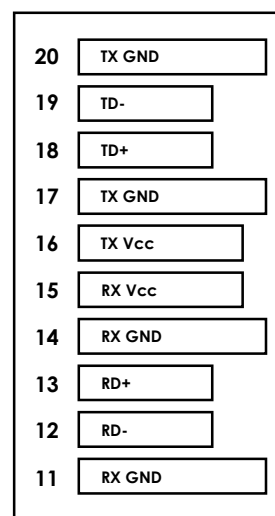 20 TX GND
19 TD-
18 TD+
17 TX GND
16 TX Vcc
15 RX Vcc
14 RX GND
13 RD+
12 RD-
11 RX GND